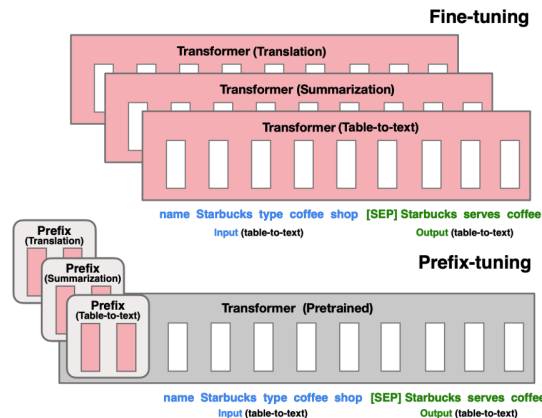 Fine-tuning
Transformer (Translation)
Transformer (Summarization)
Transformer (Table-to-text)
name Starbucks type coffee shop [SEP] Starbucks serves coffee
Input (table-to-text) Output (table-to-text)
Prefix
(Translation)
Prefix-tuning
Prefix
(Summarization)
Prefix
(Table-to-text)
Transformer (Pretrained)
name Starbucks type coffee shop [SEP] Starbucks serves coffee
Input (table-to-text) Output (table-to-text)